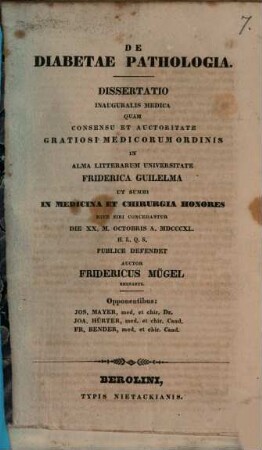 7.
DE
DIABETAE PATHOLOGIA.
DISSERTATIO
INAUGURALIS MEDICA
QUAM
CONSENSU ET AUCTORITATE
GRATIOSI MEDICORUM ORDINIS
IN
ALMA LITTERARUM UNIVERSITATE
FRIDERICA GUILELMA
UT SUMMI
IN MEDICINA ET CHIRURGIA HONORES
RITE SIBI CONCEDANTUR
DIE XX. M. OCTOBRIS A. MDCCCXL.
H. L. Q. S.
PUBLICE DEFENDET
AUCTOR
FRIDERICUS MÜGEL
Opponentibus:
JOS. MAYER, med. et chir. Dr.
JOA. HÜRTER, med. et chir. Cand.
FR. BENDER, med. et chir. Cand.
BEROLINI,
TYPIS NIETACKIANIS.